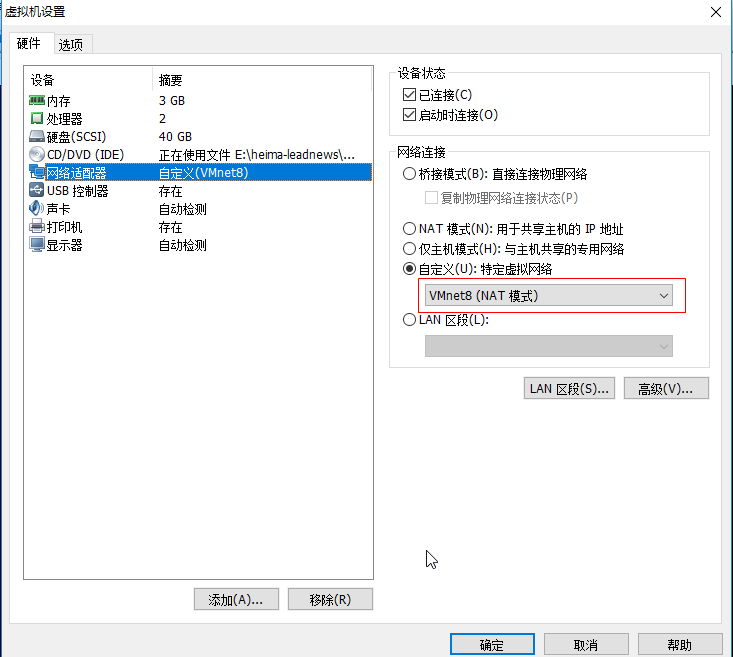 虚拟机设置
硬件 选项
设备 摘要
内存 3 GB
处理器 2
硬盘(SCSI) 40 GB
CD/DVD (IDE) 正在使用文件 E:\heima-leadnews\...
网络适配器 自定义(VMnet8)
USB 控制器 存在
声卡 自动检测
打印机 存在
显示器 自动检测
添加(A)... 移除(R)
设备状态
已连接(C)
启动时连接(O)
网络连接
桥接模式(B): 直接连接物理网络
复制物理网络连接状态(P)
NAT 模式(N): 用于共享主机的 IP 地址
仅主机模式(H): 与主机共享的专用网络
自定义(U): 特定虚拟网络
VMnet8 (NAT 模式)
LAN 区段(L):
LAN 区段(S)... 高级(V)...
确定 取消 帮助